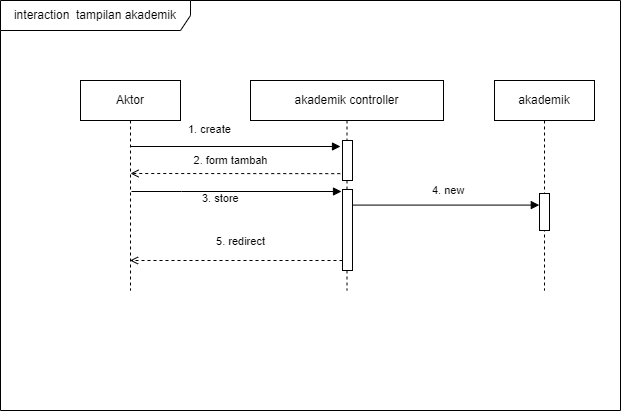 interaction  tampilan akademik
Aktor
akademik controller
akademik
1. create
2. form tambah
3. store
4. new
5. redirect